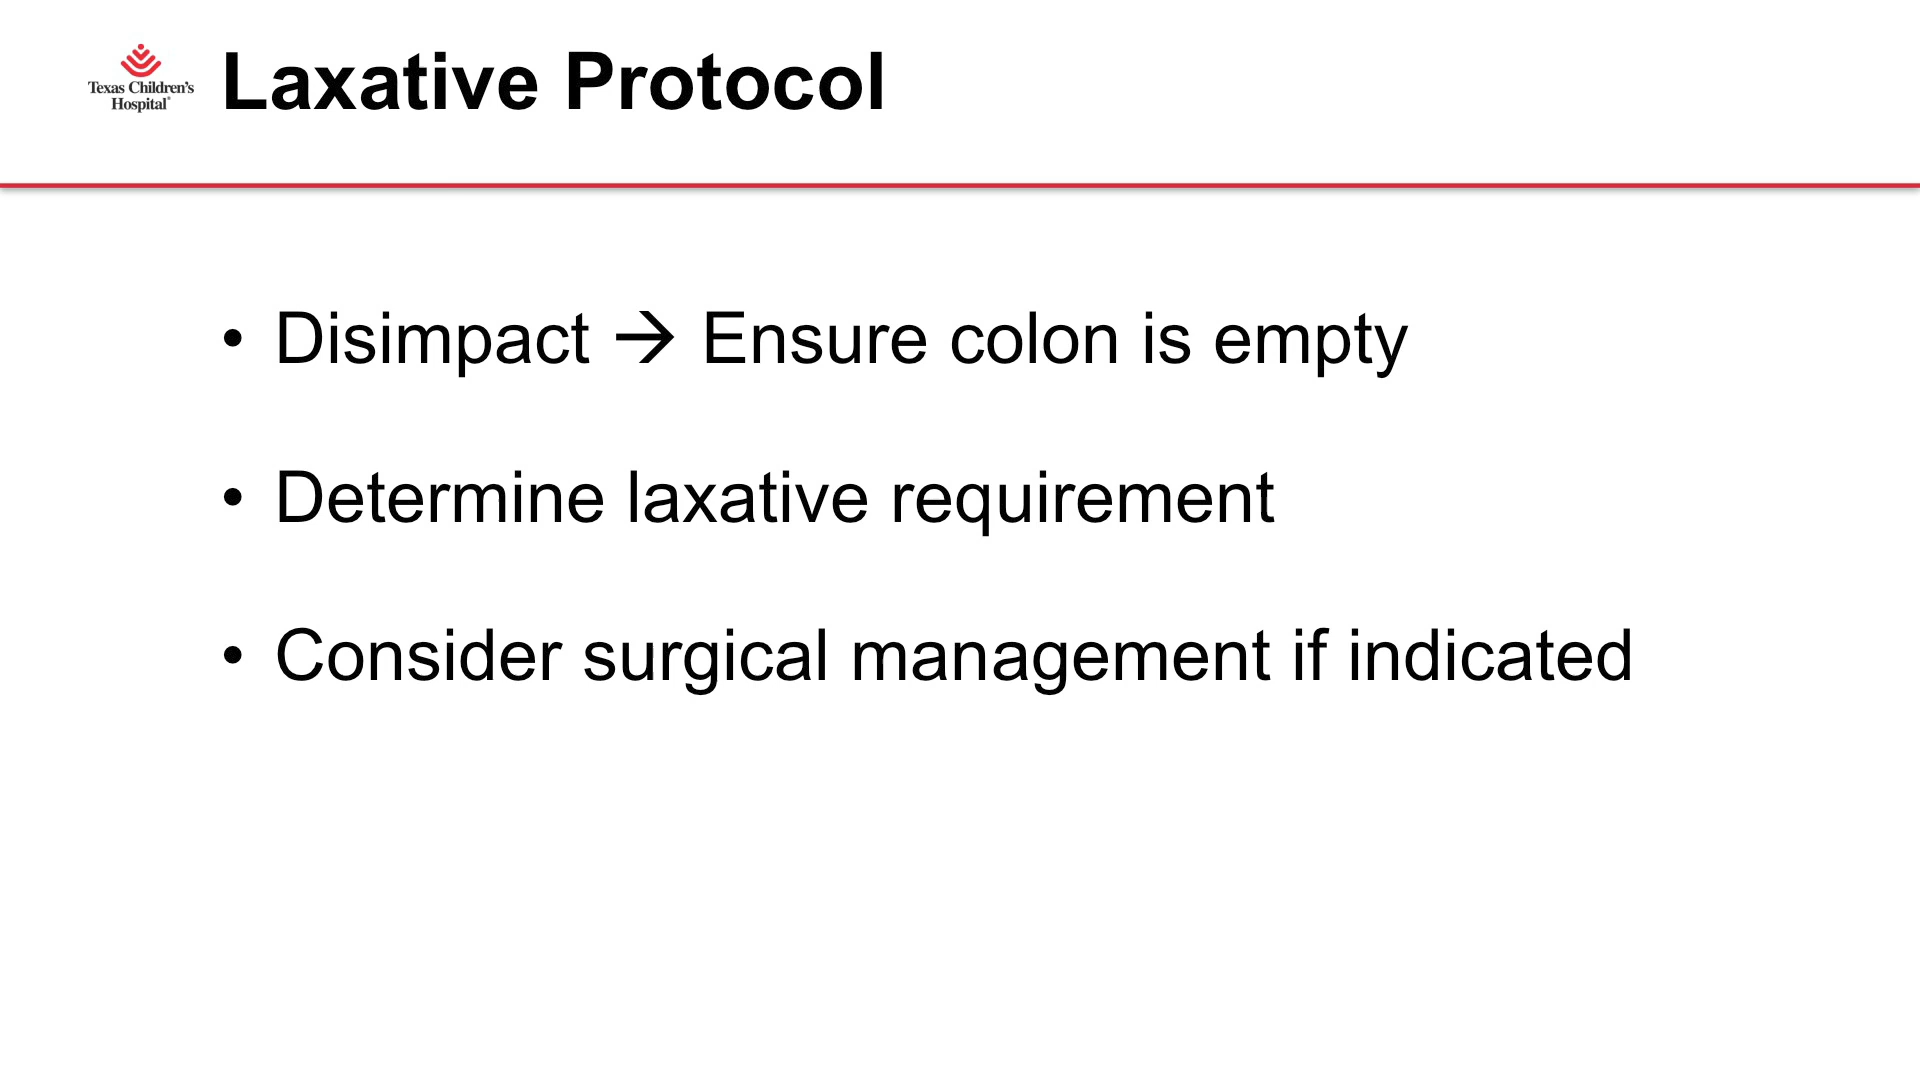 Texas Children's
Hospital®
Laxative Protocol
• Disimpact → Ensure colon is empty
• Determine laxative requirement
• Consider surgical management if indicated